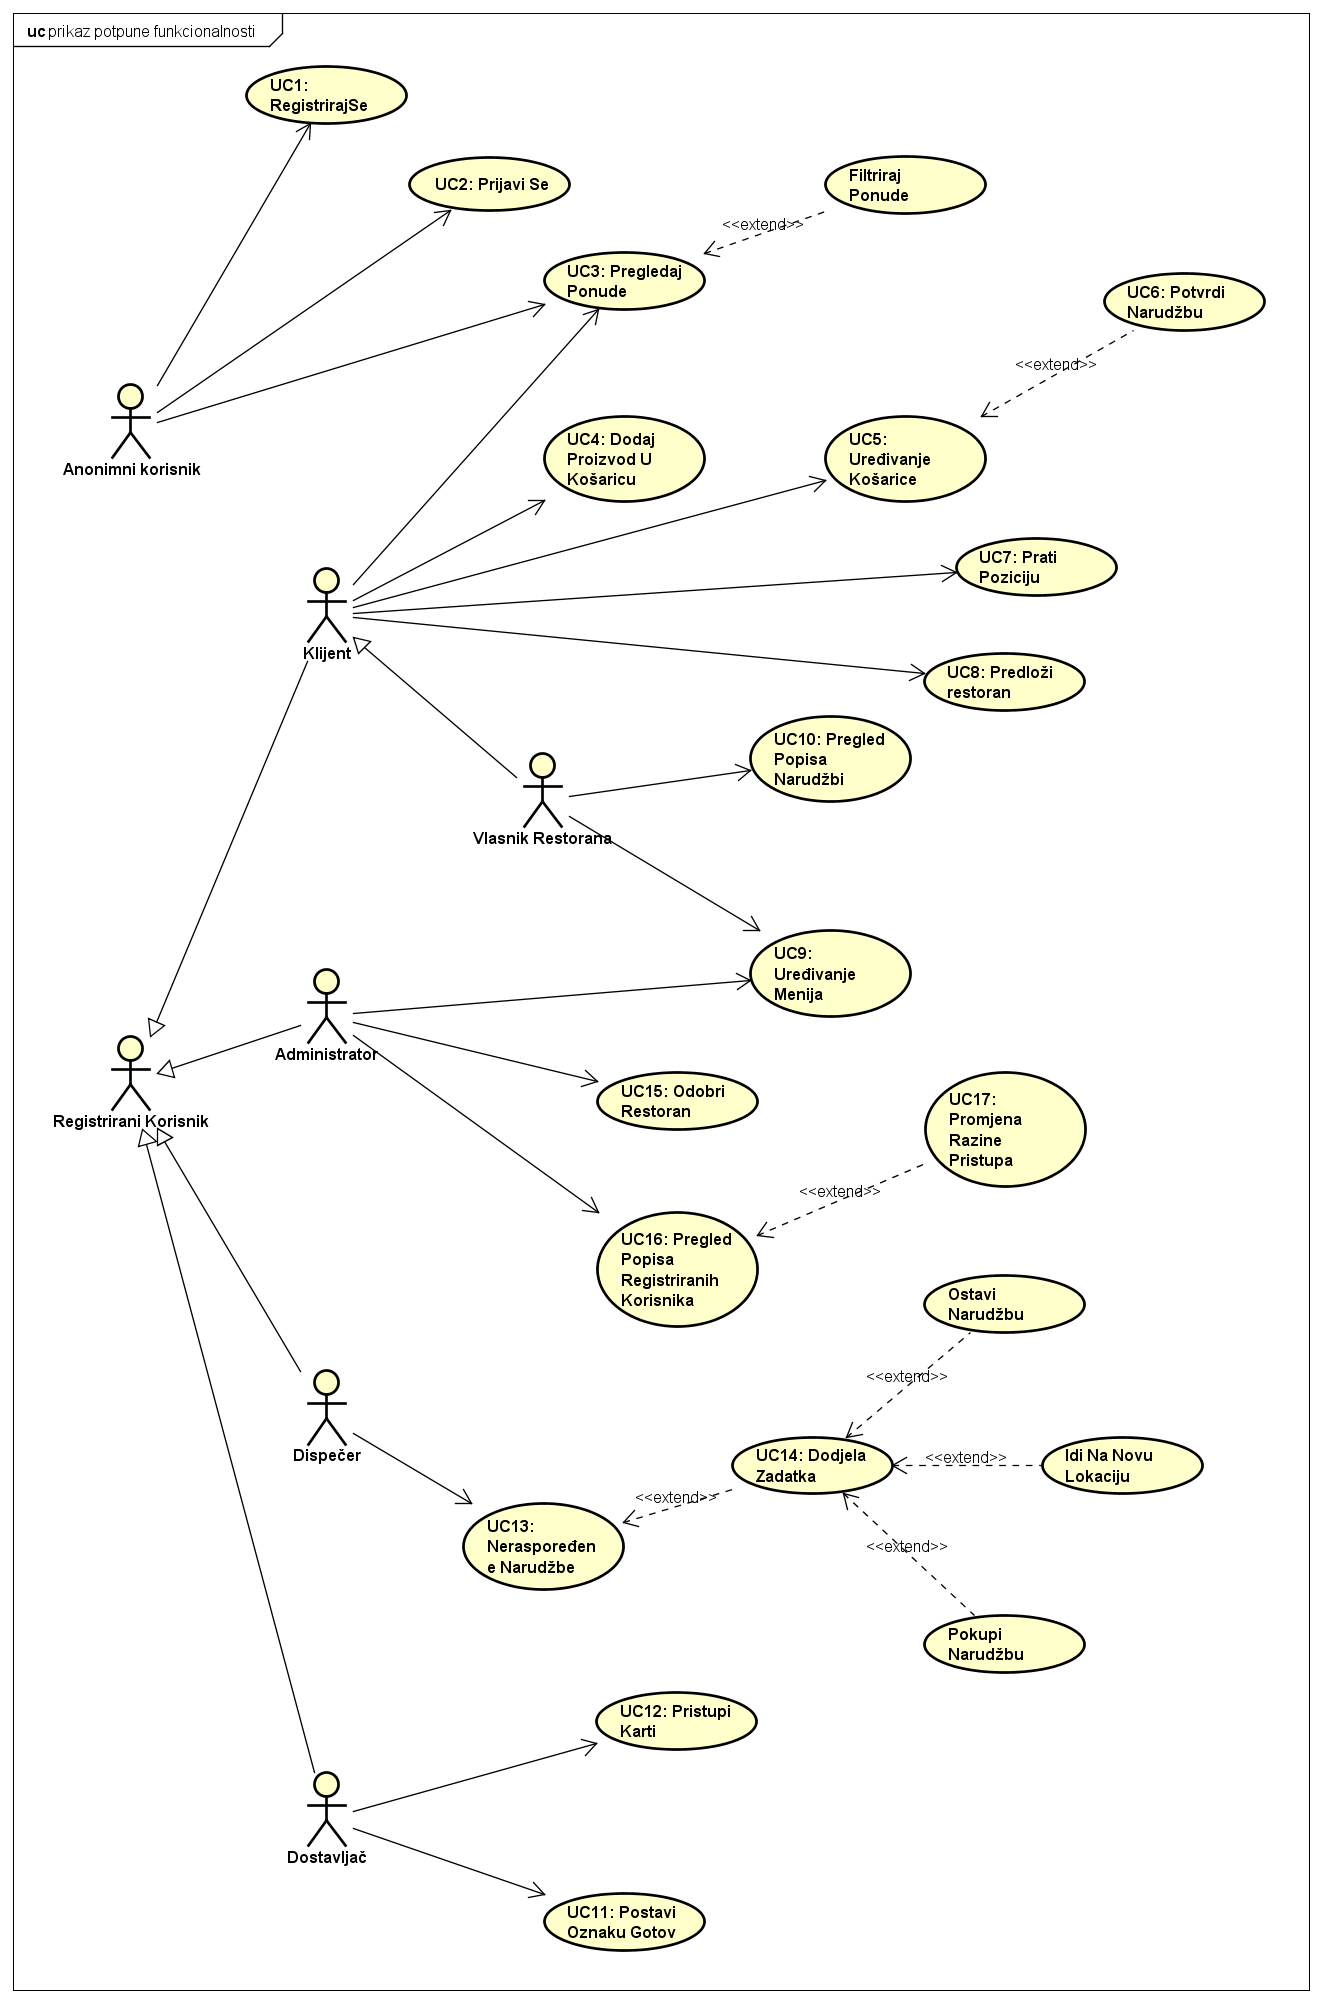 uc prikaz potpune funkcionalnosti
UC1:
RegistrirajSe
UC2: Prijavi Se
Filtriraj
Ponude
<<extend>>
UC3: Pregledaj
Ponude
UC6: Potvrdi
Narudžbu
<<extend>>
Anonimni korisnik
UC4: Dodaj
Proizvod U
Košaricu
UC5:
Uređivanje
Košarice
UC7: Prati
Poziciju
Klijent
UC8: Predloži
restoran
UC10: Pregled
Popisa
Narudžbi
Vlasnik Restorana
UC9:
Uređivanje
Menija
Administrator
Registrirani Korisnik
UC15: Odobri
Restoran
UC17:
Promjena
Razine
Pristupa
<<extend>>
UC16: Pregled
Popisa
Registriranih
Korisnika
Ostavi
Narudžbu
<<extend>>
Dispečer
UC14: Dodjela
Zadatka
<<extend>>
Idi Na Novu
Lokaciju
<<extend>>
UC13:
Neraspoređen
e Narudžbe
<<extend>>
Pokupi
Narudžbu
UC12: Pristupi
Karti
Dostavljač
UC11: Postavi
Oznaku Gotov